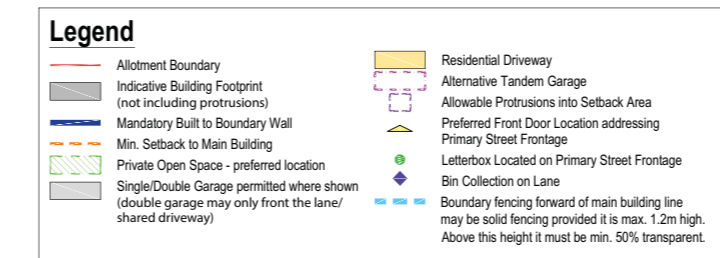 Legend
Allotment Boundary
Indicative Building Footprint
(not including protrusions)
Mandatory Built to Boundary Wall
Min. Setback to Main Building
Private Open Space - preferred location
Single/Double Garage permitted where shown
(double garage may only front the lane/
shared driveway)
Residential Driveway
Alternative Tandem Garage
Allowable Protrusions into Setback Area
Preferred Front Door Location addressing
Primary Street Frontage
Letterbox Located on Primary Street Frontage
Bin Collection on Lane
Boundary fencing forward of main building line
may be solid fencing provided it is max. 1.2m high.
Above this height it must be min. 50% transparent.